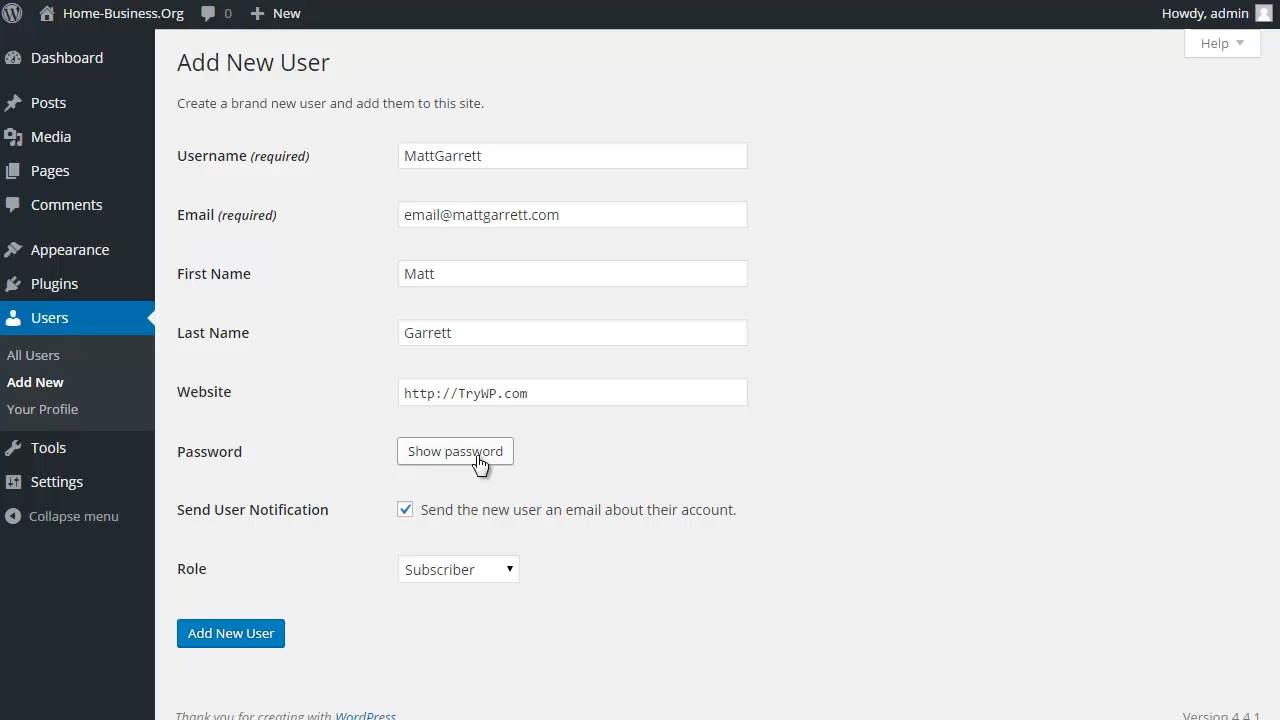 Home-Business.Org 0 New Howdy, admin
Help
Dashboard
Posts
Media
Pages
Comments
Appearance
Plugins
Users
All Users
Add New
Your Profile
Tools
Settings
Collapse menu
Add New User
Create a brand new user and add them to this site.
Username (required) MattGarrett
Email (required) email@mattgarrett.com
First Name Matt
Last Name Garrett
Website http://TryWP.com
Password Show password
Send User Notification Send the new user an email about their account.
Role Subscriber
Add New User
Thank you for creating with WordPress Version 4.4.1